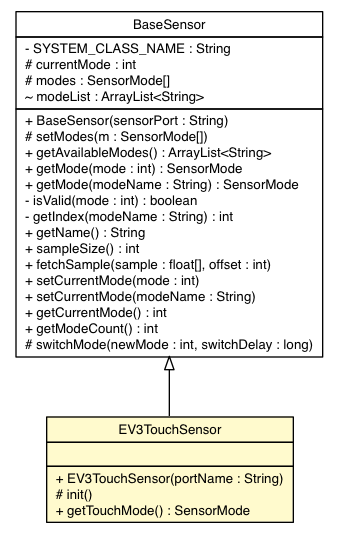 BaseSensor
- SYSTEM_CLASS_NAME : String
# currentMode : int
# modes : SensorMode[]
~ modeList : ArrayList<String>
+ BaseSensor(sensorPort : String)
# setModes(m : SensorMode[])
+ getAvailableModes() : ArrayList<String>
+ getMode(mode : int) : SensorMode
+ getMode(modeName : String) : SensorMode
- isValid(mode : int) : boolean
- getIndex(modeName : String) : int
+ getName() : String
+ sampleSize() : int
+ fetchSample(sample : float[], offset : int)
+ setCurrentMode(mode : int)
+ setCurrentMode(modeName : String)
+ getCurrentMode() : int
+ getModeCount() : int
# switchMode(newMode : int, switchDelay : long)
EV3TouchSensor
+ EV3TouchSensor(portName : String)
# init()
+ getTouchMode() : SensorMode